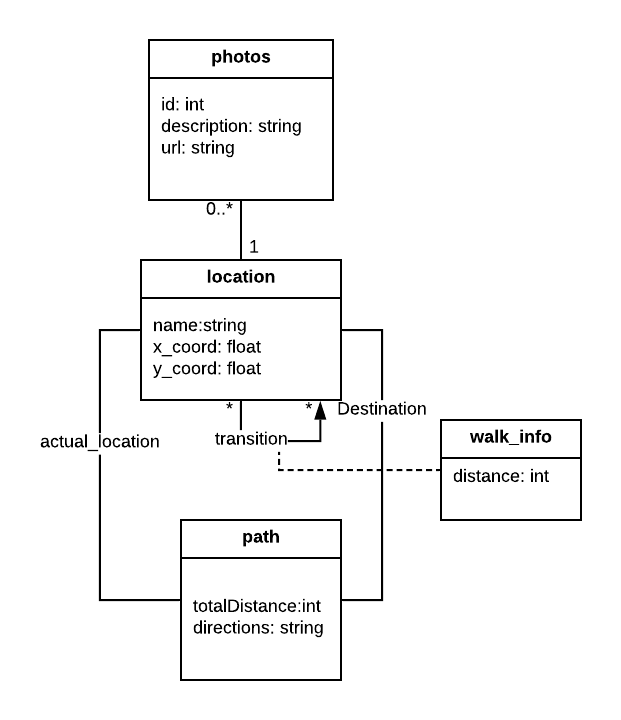 photos
id: int
description: string
url: string
0..*
1
location
name:string
x_coord: float
y_coord: float
* *
Destination
transition
actual_location
walk_info
distance: int
path
totalDistance:int
directions: string